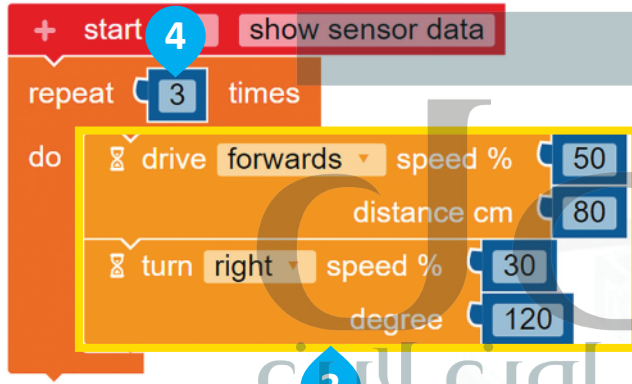 + start 4 show sensor data
repeat 3 times
do drive forwards speed % 50
distance cm 80
turn right speed % 30
degree 120